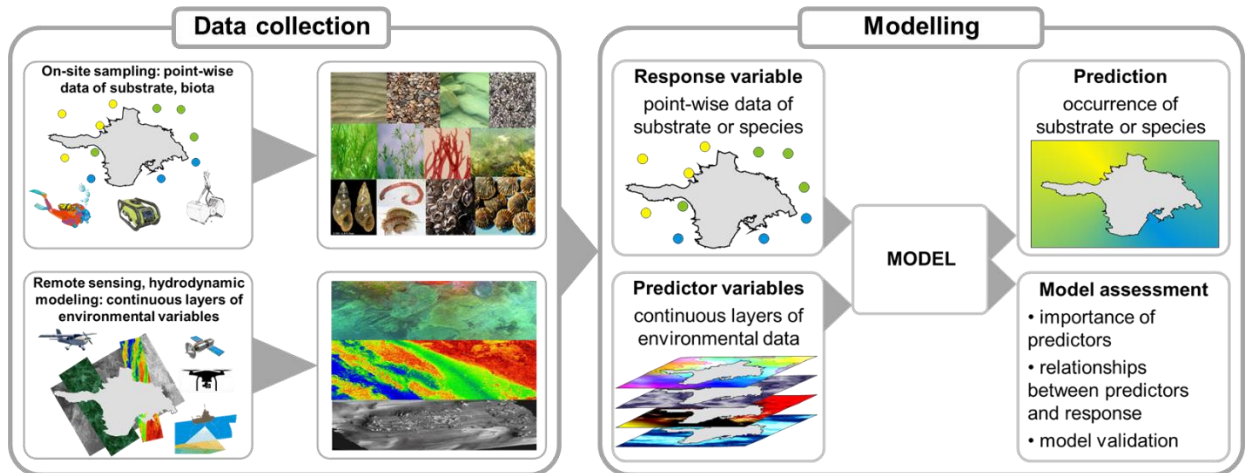 Data collection
On-site sampling: point-wise
data of substrate, biota
Remote sensing, hydrodynamic
modeling: continuous layers of
environmental variables
Modelling
Response variable
point-wise data of
substrate or species
Predictor variables
continuous layers of
environmental data
MODEL
Prediction
occurrence of
substrate or species
Model assessment
• importance of
predictors
• relationships
between predictors
and response
• model validation